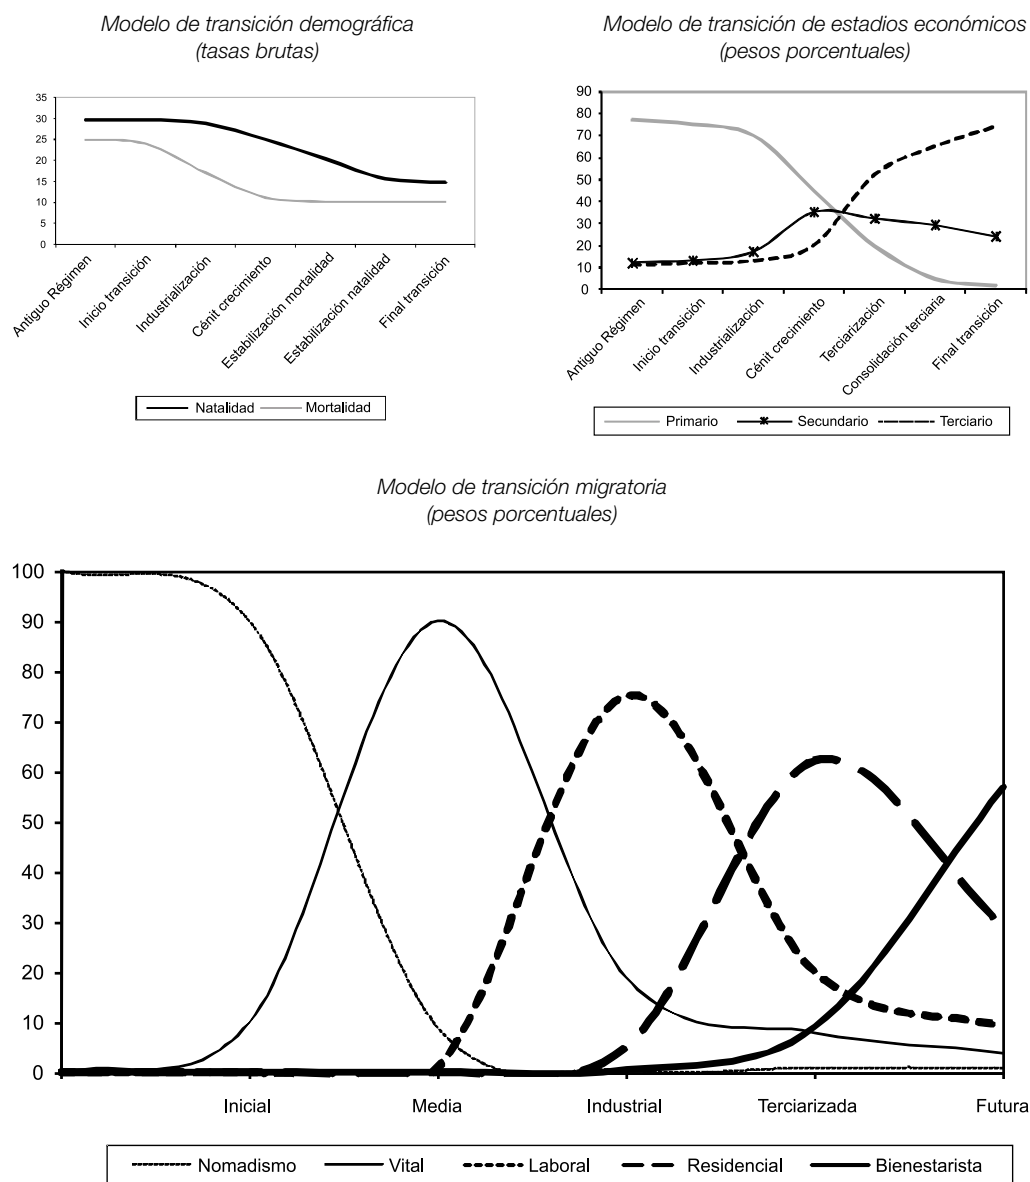 Modelo de transición demográfica
(tasas brutas)
35
30
25
20
15
10
5
0
Antiguo Régimen
Inicio transición
Industrialización
Cénit crecimiento
Estabilización mortalidad
Estabilización natalidad
Final transición
Natalidad Mortalidad
Modelo de transición de estadios económicos
(pesos porcentuales)
90
80
70
60
50
40
30
20
10
0
Antiguo Régimen
Inicio transición
Industrialización
Cénit crecimiento
Terciarización
Consolidación terciaria
Final transición
Primario Secundario Terciario
Modelo de transición migratoria
(pesos porcentuales)
100
90
80
70
60
50
40
30
20
10
0
Inicial Media Industrial Terciarizada Futura
Nomadismo Vital Laboral Residencial Bienestarista